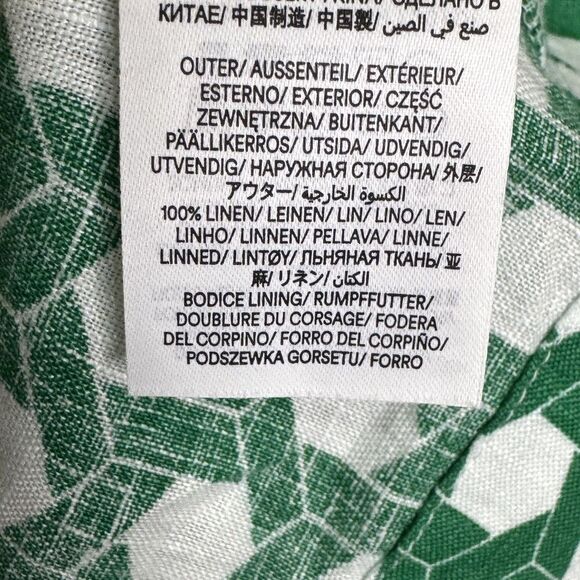 СДЕЛАНО В
КИТАЕ/ 中国制造/ 中国製/ صنع في الصين
OUTER/ AUSSENTEIL/ EXTÉRIEUR/
ESTERNO/ EXTERIOR/ CZĘŚĆ
ZEWNĘTRZNA/ BUITENKANT/
PÄÄLLIKERROS/ UTSIDA/ UDVENDIG/
UTVENDIG/ НАРУЖНАЯ СТОРОНА/ 外层/
アウター/ الكسوة الخارجية/
100% LINEN/ LEINEN/ LIN/ LINO/ LEN/
LINHO/ LINNEN/ PELLAVA/ LINNE/
LINNED/ LINTØY/ ЛЬНЯНАЯ ТКАНЬ/ 亚
麻/ リネン/ الكتان/
BODICE LINING/ RUMPFFUTTER/
DOUBLURE DU CORSAGE/ FODERA
DEL CORPINO/ FORRO DEL CORPIÑO/
PODSZEWKA GORSETU/ FORRO